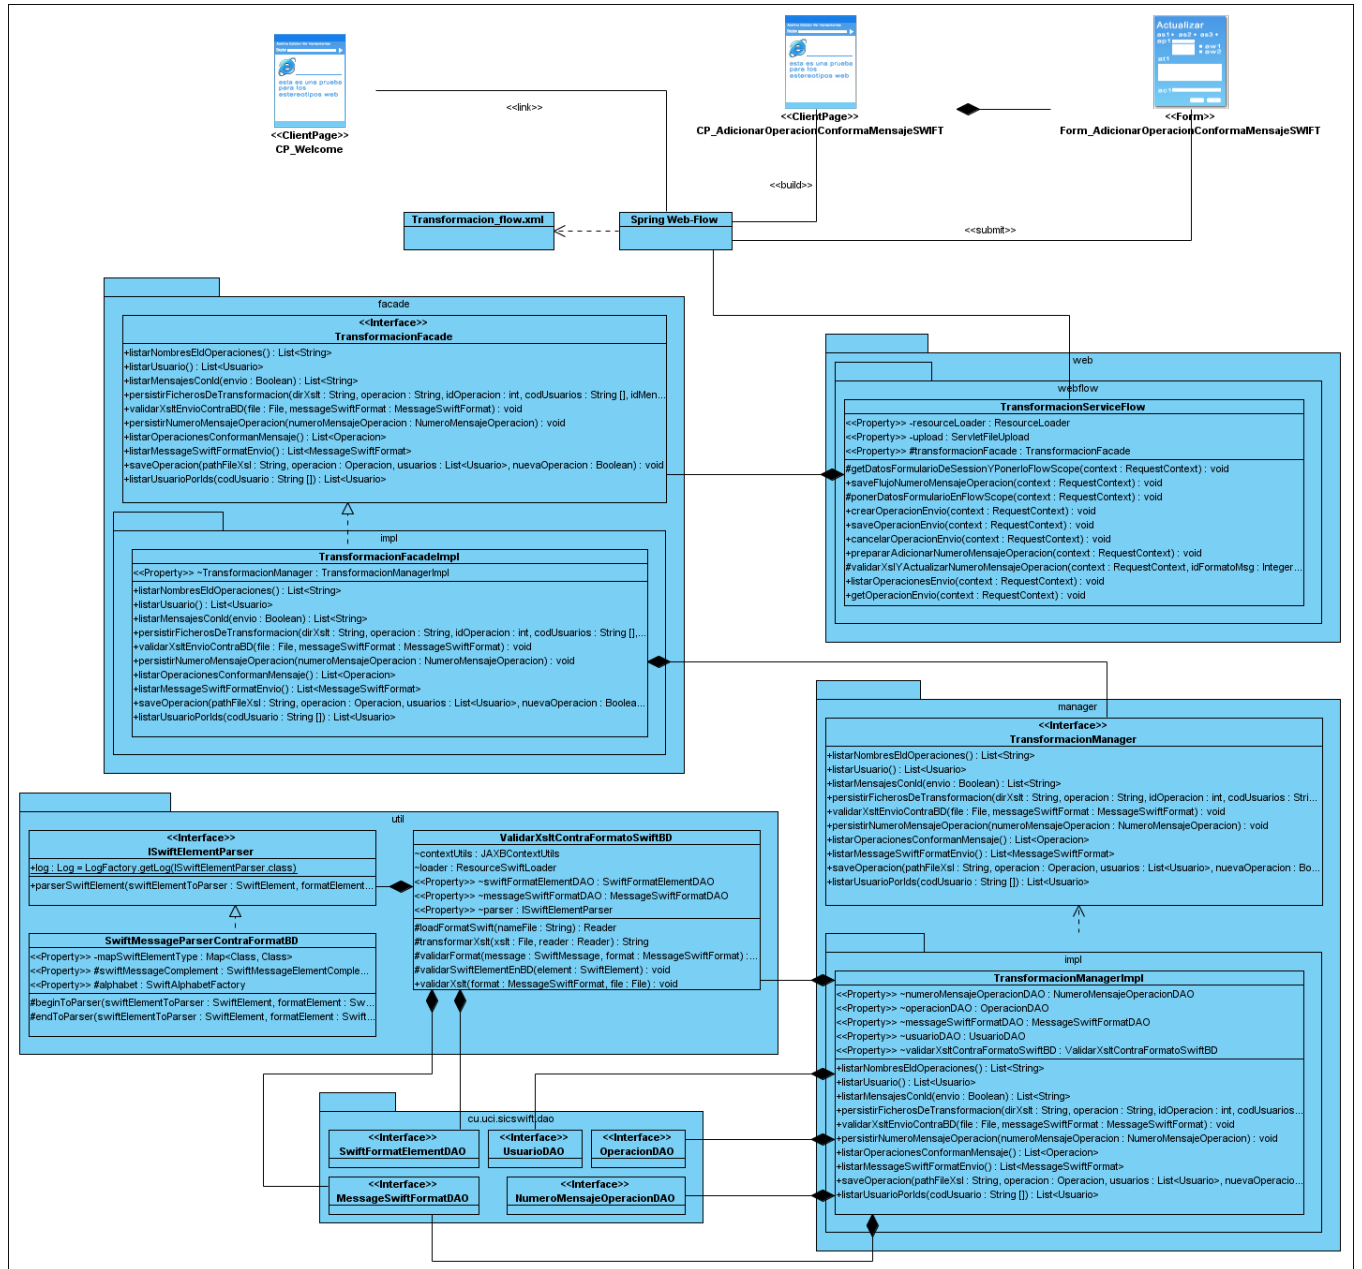 esta es una prueba
para los
estereotipos web
<<ClientPage>>
CP_Welcome
<<link>>
esta es una prueba
para los
estereotipos web
<<ClientPage>>
CP_AdicionarOperacionConformaMensajeSWIFT
Actualizar
<<Form>>
Form_AdicionarOperacionConformaMensajeSWIFT
<<build>>
<<submit>>
Transformacion_flow.xml
Spring Web-Flow
facade
<<Interface>>
TransformacionFacade
+listarNombresEIdOperaciones() : List<String>
+listarUsuario() : List<Usuario>
+listarMensajesConId(envio : Boolean) : List<String>
+persistirFicherosDeTransformacion(dirXslt : String, operacion : String, idOperacion : int, codUsuarios : String [], idMen...
+validarXsltEnvioContraBD(file : File, messageSwiftFormat : MessageSwiftFormat) : void
+persistirNumeroMensajeOperacion(numeroMensajeOperacion : NumeroMensajeOperacion) : void
+listarOperacionesConformanMensaje() : List<Operacion>
+listarMessageSwiftFormatEnvio() : List<MessageSwiftFormat>
+saveOperacion(pathFileXsl : String, operacion : Operacion, usuarios : List<Usuario>, nuevaOperacion : Boolean) : void
+listarUsuarioPorIds(codUsuario : String []) : List<Usuario>
impl
TransformacionFacadeImpl
<<Property>> ~TransformacionManager : TransformacionManagerImpl
+listarNombresEIdOperaciones() : List<String>
+listarUsuario() : List<Usuario>
+listarMensajesConId(envio : Boolean) : List<String>
+persistirFicherosDeTransformacion(dirXslt : String, operacion : String, idOperacion : int, codUsuarios : String [],...
+validarXsltEnvioContraBD(file : File, messageSwiftFormat : MessageSwiftFormat) : void
+persistirNumeroMensajeOperacion(numeroMensajeOperacion : NumeroMensajeOperacion) : void
+listarOperacionesConformanMensaje() : List<Operacion>
+listarMessageSwiftFormatEnvio() : List<MessageSwiftFormat>
+saveOperacion(pathFileXsl : String, operacion : Operacion, usuarios : List<Usuario>, nuevaOperacion : Boolea...
+listarUsuarioPorIds(codUsuario : String []) : List<Usuario>
web
webflow
TransformacionServiceFlow
<<Property>> -resourceLoader : ResourceLoader
<<Property>> -upload : ServletFileUpload
<<Property>> #transformacionFacade : TransformacionFacade
#getDatosFormularioDeSessionYPonerloFlowScope(context : RequestContext) : void
+saveFlujoNumeroMensajeOperacion(context : RequestContext) : void
#ponerDatosFormularioEnFlowScope(context : RequestContext) : void
+crearOperacionEnvio(context : RequestContext) : void
+saveOperacionEnvio(context : RequestContext) : void
+cancelarOperacionEnvio(context : RequestContext) : void
+prepararAdicionarNumeroMensajeOperacion(context : RequestContext) : void
#validarXslYActualizarNumeroMensajeOperacion(context : RequestContext, idFormatoMsg : Integer...
+listarOperacionesEnvio(context : RequestContext) : void
+getOperacionEnvio(context : RequestContext) : void
manager
<<Interface>>
TransformacionManager
+listarNombresEIdOperaciones() : List<String>
+listarUsuario() : List<Usuario>
+listarMensajesConId(envio : Boolean) : List<String>
+persistirFicherosDeTransformacion(dirXslt : String, operacion : String, idOperacion : int, codUsuarios : Stri...
+validarXsltEnvioContraBD(file : File, messageSwiftFormat : MessageSwiftFormat) : void
+persistirNumeroMensajeOperacion(numeroMensajeOperacion : NumeroMensajeOperacion) : void
+listarOperacionesConformanMensaje() : List<Operacion>
+listarMessageSwiftFormatEnvio() : List<MessageSwiftFormat>
+saveOperacion(pathFileXsl : String, operacion : Operacion, usuarios : List<Usuario>, nuevaOperacion : Bo...
+listarUsuarioPorIds(codUsuario : String []) : List<Usuario>
impl
TransformacionManagerImpl
<<Property>> ~numeroMensajeOperacionDAO : NumeroMensajeOperacionDAO
<<Property>> ~operacionDAO : OperacionDAO
<<Property>> ~messageSwiftFormatDAO : MessageSwiftFormatDAO
<<Property>> ~usuarioDAO : UsuarioDAO
<<Property>> ~validarXsltContraFormatoSwiftBD : ValidarXsltContraFormatoSwiftBD
+listarNombresEIdOperaciones() : List<String>
+listarUsuario() : List<Usuario>
+listarMensajesConId(envio : Boolean) : List<String>
+persistirFicherosDeTransformacion(dirXslt : String, operacion : String, idOperacion : int, codUsuarios...
+validarXsltEnvioContraBD(file : File, messageSwiftFormat : MessageSwiftFormat) : void
+persistirNumeroMensajeOperacion(numeroMensajeOperacion : NumeroMensajeOperacion) : void
+listarOperacionesConformanMensaje() : List<Operacion>
+listarMessageSwiftFormatEnvio() : List<MessageSwiftFormat>
+saveOperacion(pathFileXsl : String, operacion : Operacion, usuarios : List<Usuario>, nuevaOperacio...
+listarUsuarioPorIds(codUsuario : String []) : List<Usuario>
util
<<Interface>>
ISwiftElementParser
+log : Log = LogFactory.getLog(ISwiftElementParser.class)
+parserSwiftElement(swiftElementToParser : SwiftElement, formatElement...
SwiftMessageParserContraFormatBD
<<Property>> -mapSwiftElementType : Map<Class, Class>
<<Property>> #swiftMessageComplement : SwiftMessageElementComple...
<<Property>> #alphabet : SwiftAlphabetFactory
#beginToParser(swiftElementToParser : SwiftElement, formatElement : Sw...
#endToParser(swiftElementToParser : SwiftElement, formatElement : Swift...
ValidarXsltContraFormatoSwiftBD
~contextUtils : JAXBContextUtils
~loader : ResourceSwiftLoader
<<Property>> ~swiftFormatElementDAO : SwiftFormatElementDAO
<<Property>> ~messageSwiftFormatDAO : MessageSwiftFormatDAO
<<Property>> ~parser : ISwiftElementParser
#loadFormatSwift(nameFile : String) : Reader
#transformarXslt(xslt : File, reader : Reader) : String
#validarFormat(message : SwiftMessage, format : MessageSwiftFormat) :...
#validarSwiftElementEnBD(element : SwiftElement) : void
+validarXslt(format : MessageSwiftFormat, file : File) : void
cu.uci.sicswift.dao
<<Interface>>
SwiftFormatElementDAO
<<Interface>>
UsuarioDAO
<<Interface>>
OperacionDAO
<<Interface>>
MessageSwiftFormatDAO
<<Interface>>
NumeroMensajeOperacionDAO